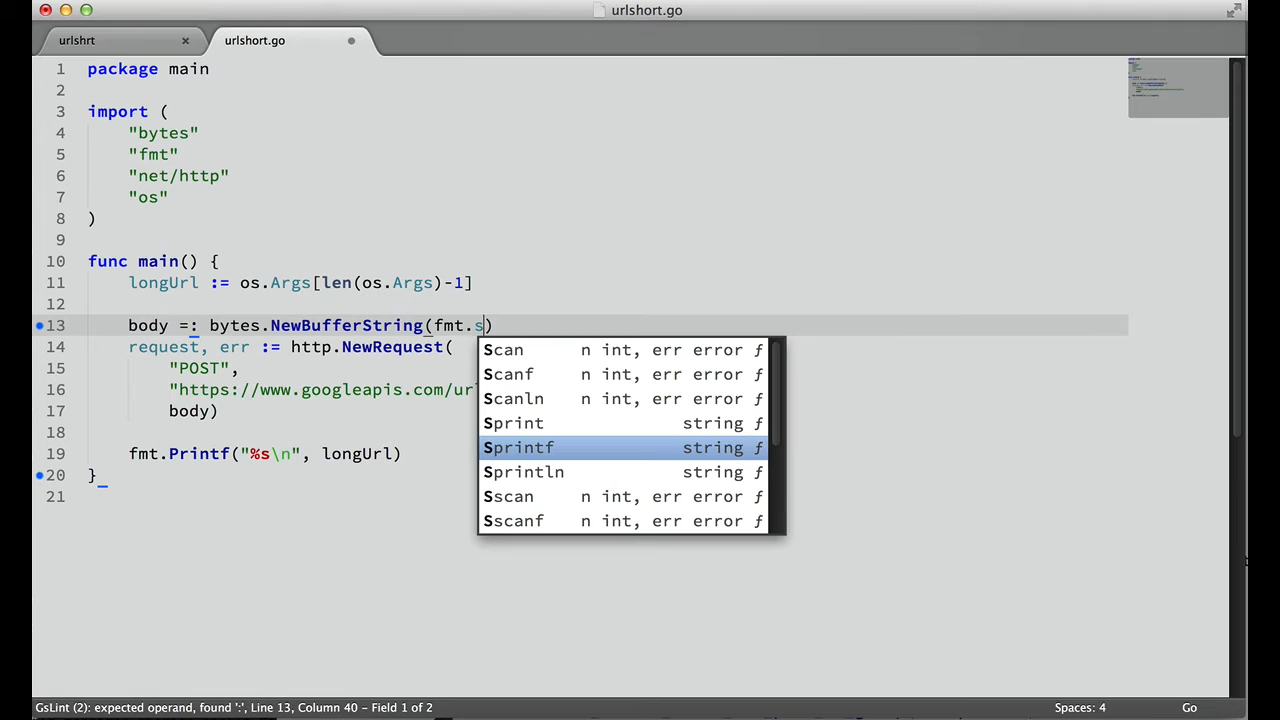 urlshort.go
urlshrt × urlshort.go
1 package main
2
3 import (
4 "bytes"
5 "fmt"
6 "net/http"
7 "os"
8 )
9
10 func main() {
11 longUrl := os.Args[len(os.Args)-1]
12
13 body =: bytes.NewBufferString(fmt.s)
14 request, err := http.NewRequest(
15 "POST",
16 "https://www.googleapis.com/ur
17 body)
18
19 fmt.Printf("%s\n", longUrl)
20 }
21
Scan n int, err error ƒ
Scanf n int, err error ƒ
Scanln n int, err error ƒ
Sprint string ƒ
Sprintf string ƒ
Sprintln string ƒ
Sscan n int, err error ƒ
Sscanf n int, err error ƒ
GsLint (2): expected operand, found ':', Line 13, Column 40 - Field 1 of 2 Spaces: 4 Go